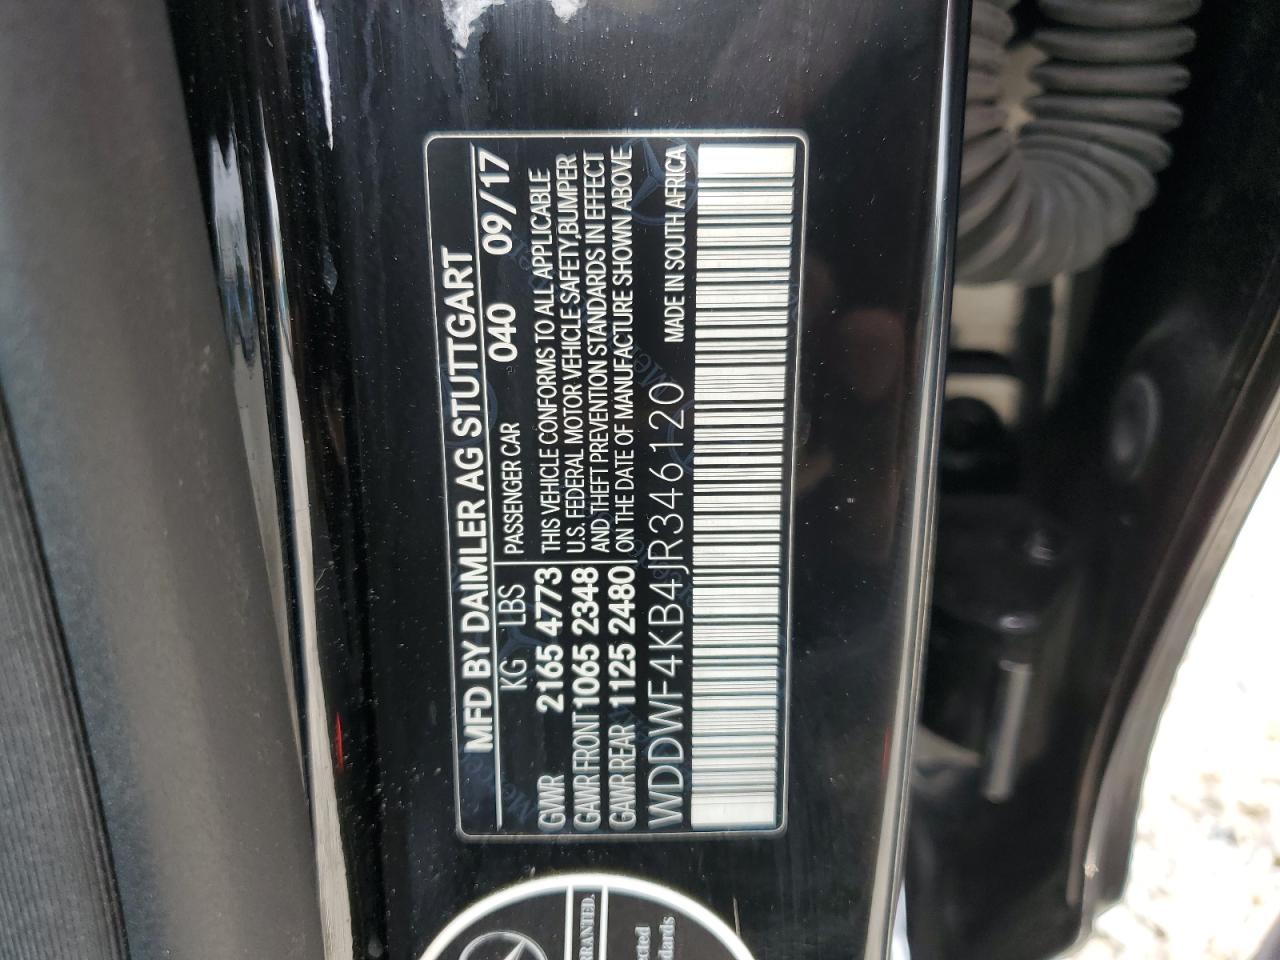 MFD BY DAIMLER AG STUTTGART
KG LBS
GVWR 2165 4773
GAWR FRONT 1065 2348
GAWR REAR 1125 2480
PASSENGER CAR 040 09/17
THIS VEHICLE CONFORMS TO ALL APPLICABLE
U.S. FEDERAL MOTOR VEHICLE SAFETY,BUMPER
AND THEFT PREVENTION STANDARDS IN EFFECT
ON THE DATE OF MANUFACTURE SHOWN ABOVE
WDDWF4KB4JR346120 MADE IN SOUTH AFRICA